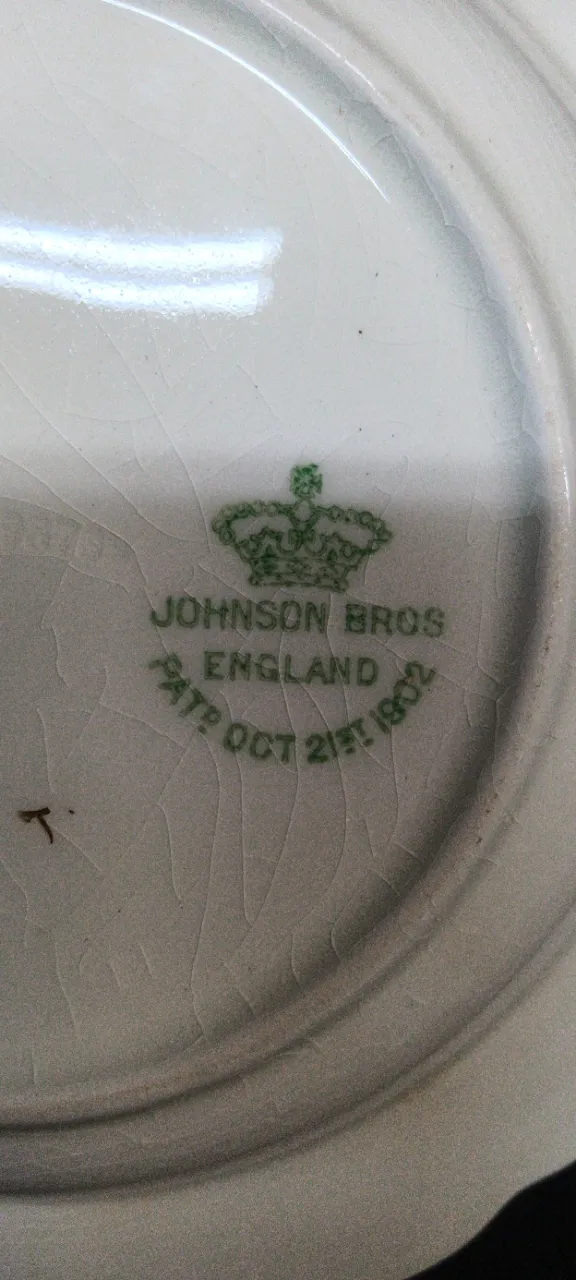 JOHNSON BROS
ENGLAND
PATD. OCT 21ST. 1902
T